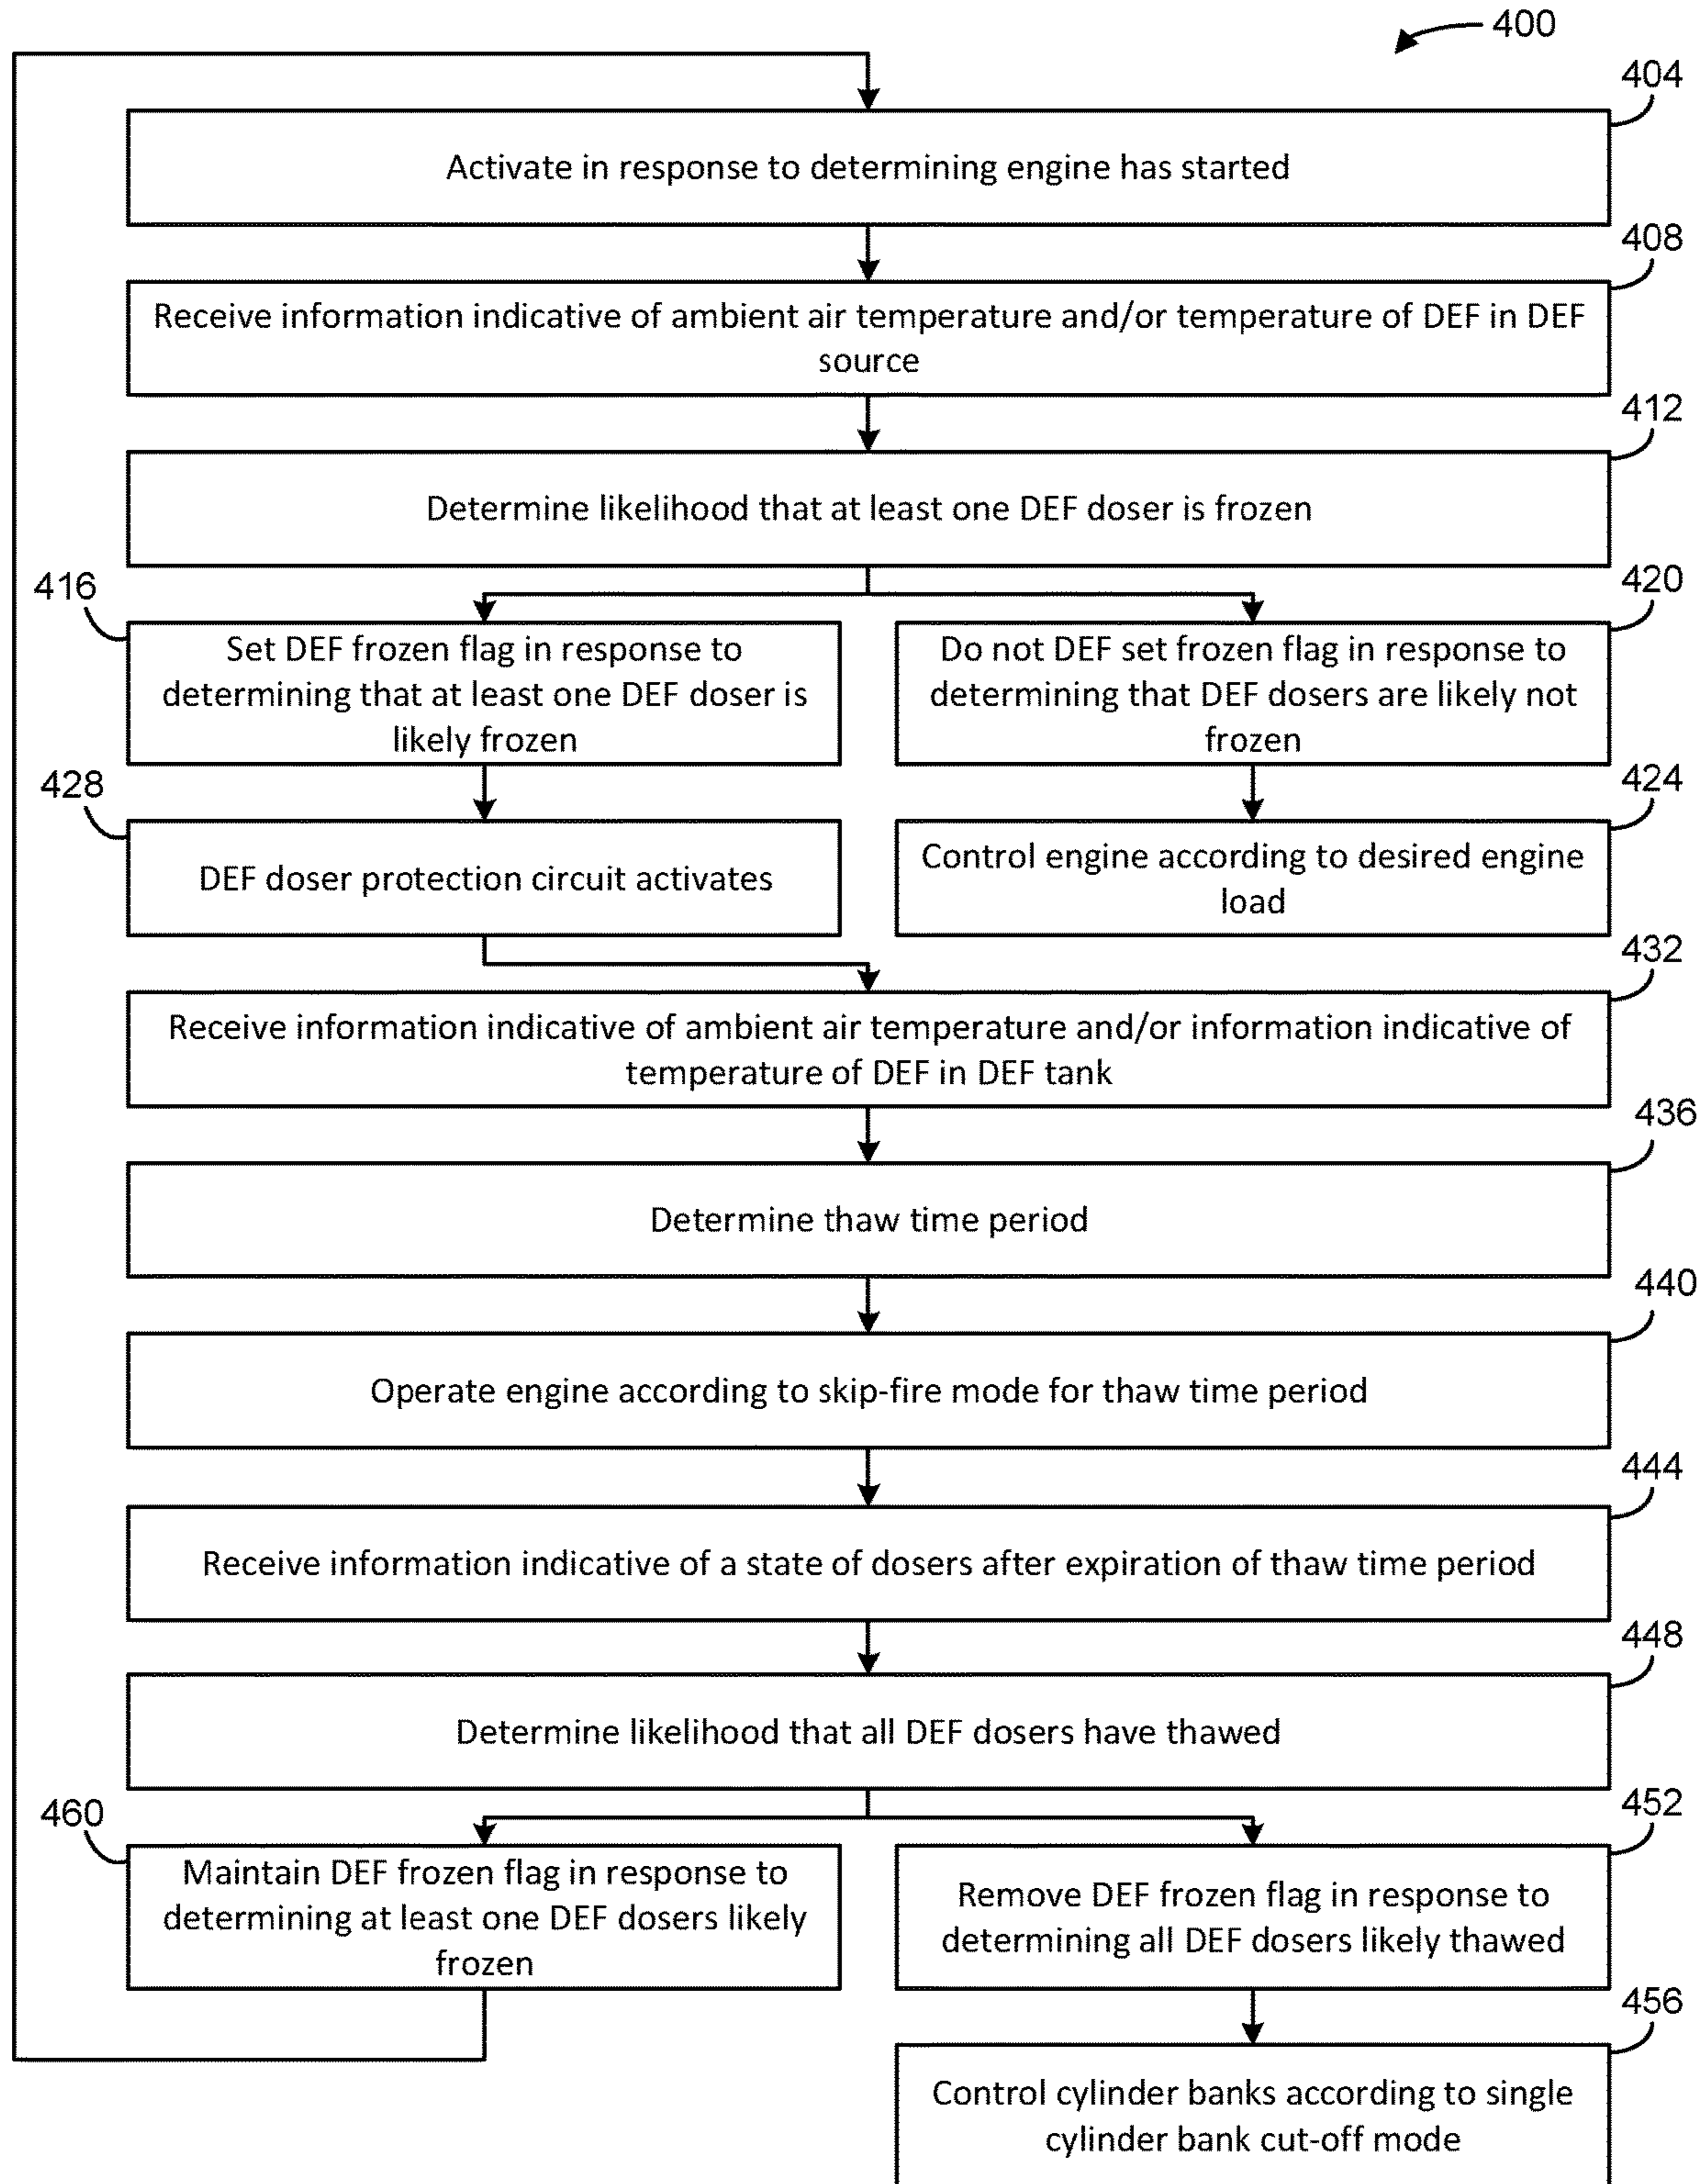 400
404
Activate in response to determining engine has started
408
Receive information indicative of ambient air temperature and/or temperature of DEF in DEF
source
412
Determine likelihood that at least one DEF doser is frozen
416
Set DEF frozen flag in response to
determining that at least one DEF doser is
likely frozen
420
Do not DEF set frozen flag in response to
determining that DEF dosers are likely not
frozen
428
DEF doser protection circuit activates
424
Control engine according to desired engine
load
432
Receive information indicative of ambient air temperature and/or information indicative of
temperature of DEF in DEF tank
436
Determine thaw time period
440
Operate engine according to skip-fire mode for thaw time period
444
Receive information indicative of a state of dosers after expiration of thaw time period
448
Determine likelihood that all DEF dosers have thawed
460
Maintain DEF frozen flag in response to
determining at least one DEF dosers likely
frozen
452
Remove DEF frozen flag in response to
determining all DEF dosers likely thawed
456
Control cylinder banks according to single
cylinder bank cut-off mode